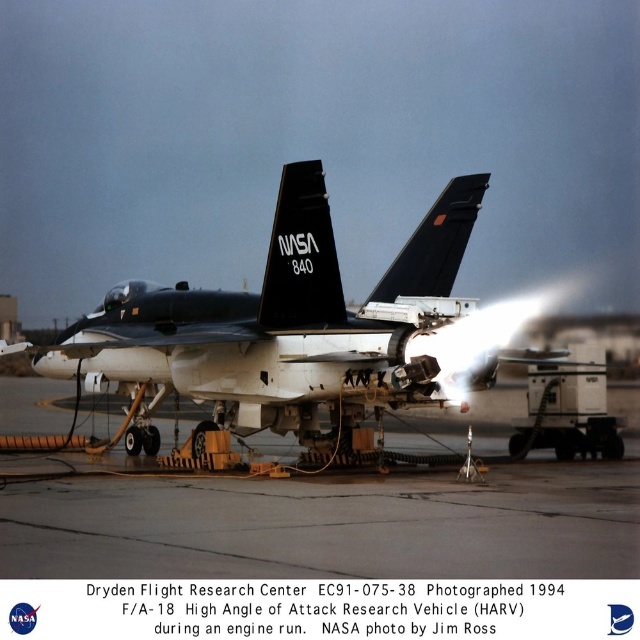 NASA
840
Dryden Flight Research Center EC91-075-38 Photographed 1994
F/A-18 High Angle of Attack Research Vehicle (HARV)
during an engine run. NASA photo by Jim Ross
NASA